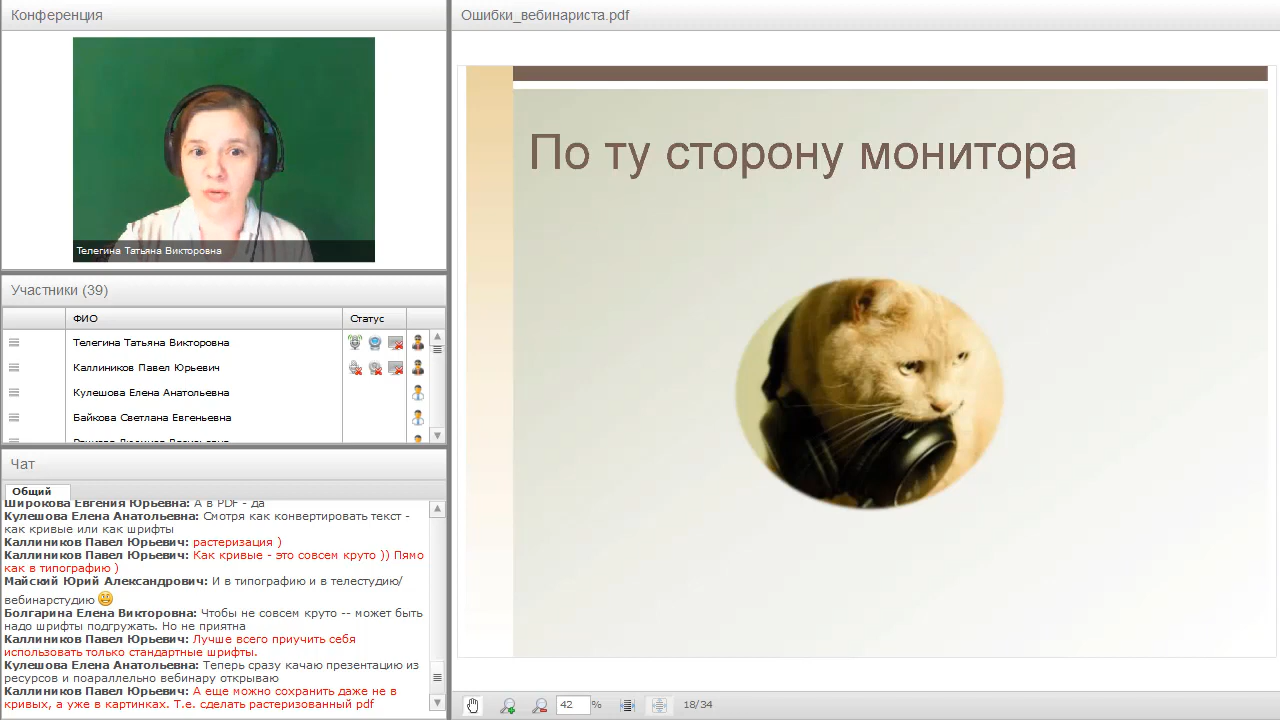 Конференция
Телегина Татьяна Викторовна
Участники (39)
ФИО Статус
Телегина Татьяна Викторовна
Каллиников Павел Юрьевич
Кулешова Елена Анатольевна
Байкова Светлана Евгеньевна
Чат
Общий
Широкова Евгения Юрьевна: А в PDF - да
Кулешова Елена Анатольевна: Смотря как конвертировать текст -
как кривые или как шрифты
Каллиников Павел Юрьевич: растеризация )
Каллиников Павел Юрьевич: Как кривые - это совсем круто )) Пямо
как в типографию )
Майский Юрий Александрович: И в типографию и в телестудию/
вебинарстудию
Болгарина Елена Викторовна: Чтобы не совсем круто -- может быть
надо шрифты подгружать. Но не приятна
Каллиников Павел Юрьевич: Лучше всего приучить себя
использовать только стандартные шрифты.
Кулешова Елена Анатольевна: Теперь сразу качаю презентацию из
ресурсов и поараллельно вебинару открываю
Каллиников Павел Юрьевич: А еще можно сохранить даже не в
кривых, а уже в картинках. Т.е. сделать растеризованный pdf
Ошибки_вебинариста.pdf
По ту сторону монитора
42 % 18/34